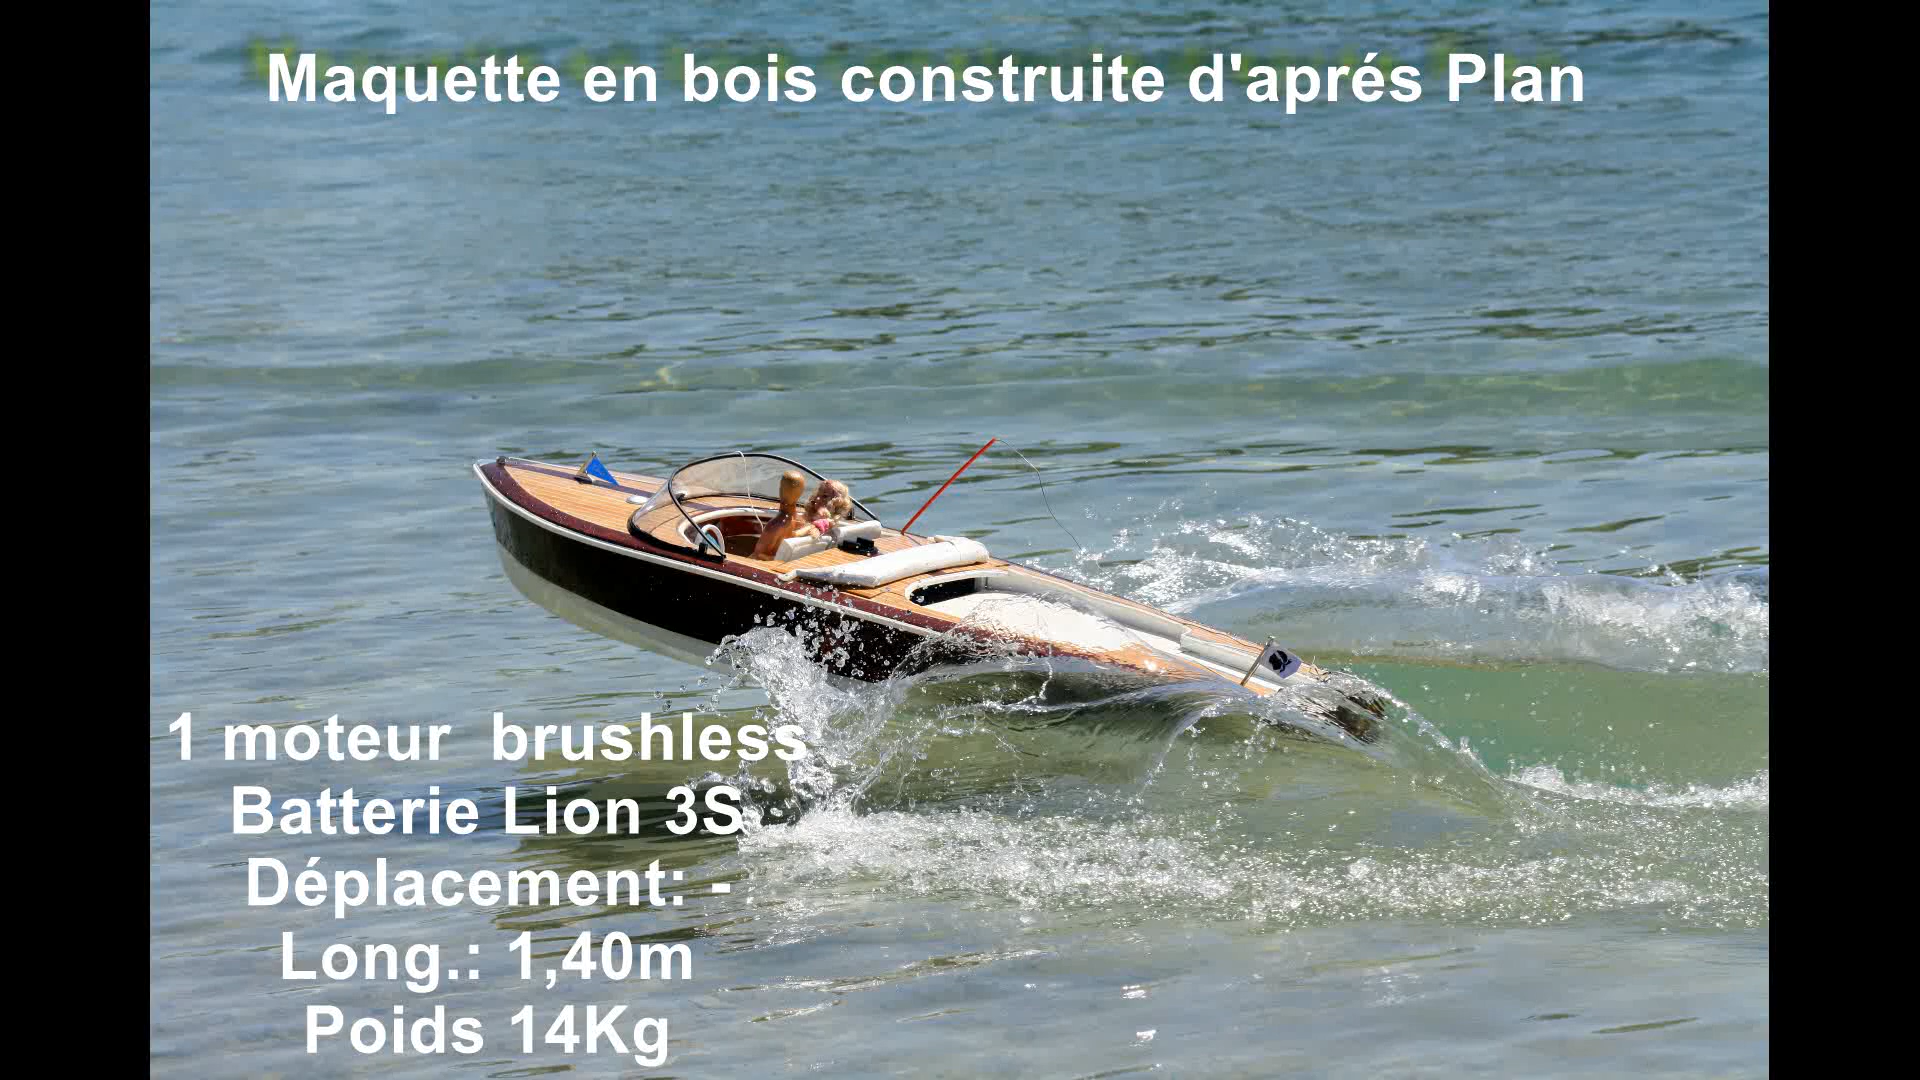 Maquette en bois construite d'aprés Plan
1 moteur  brushless
Batterie Lion 3S
Déplacement: -
Long.: 1,40m
Poids 14Kg